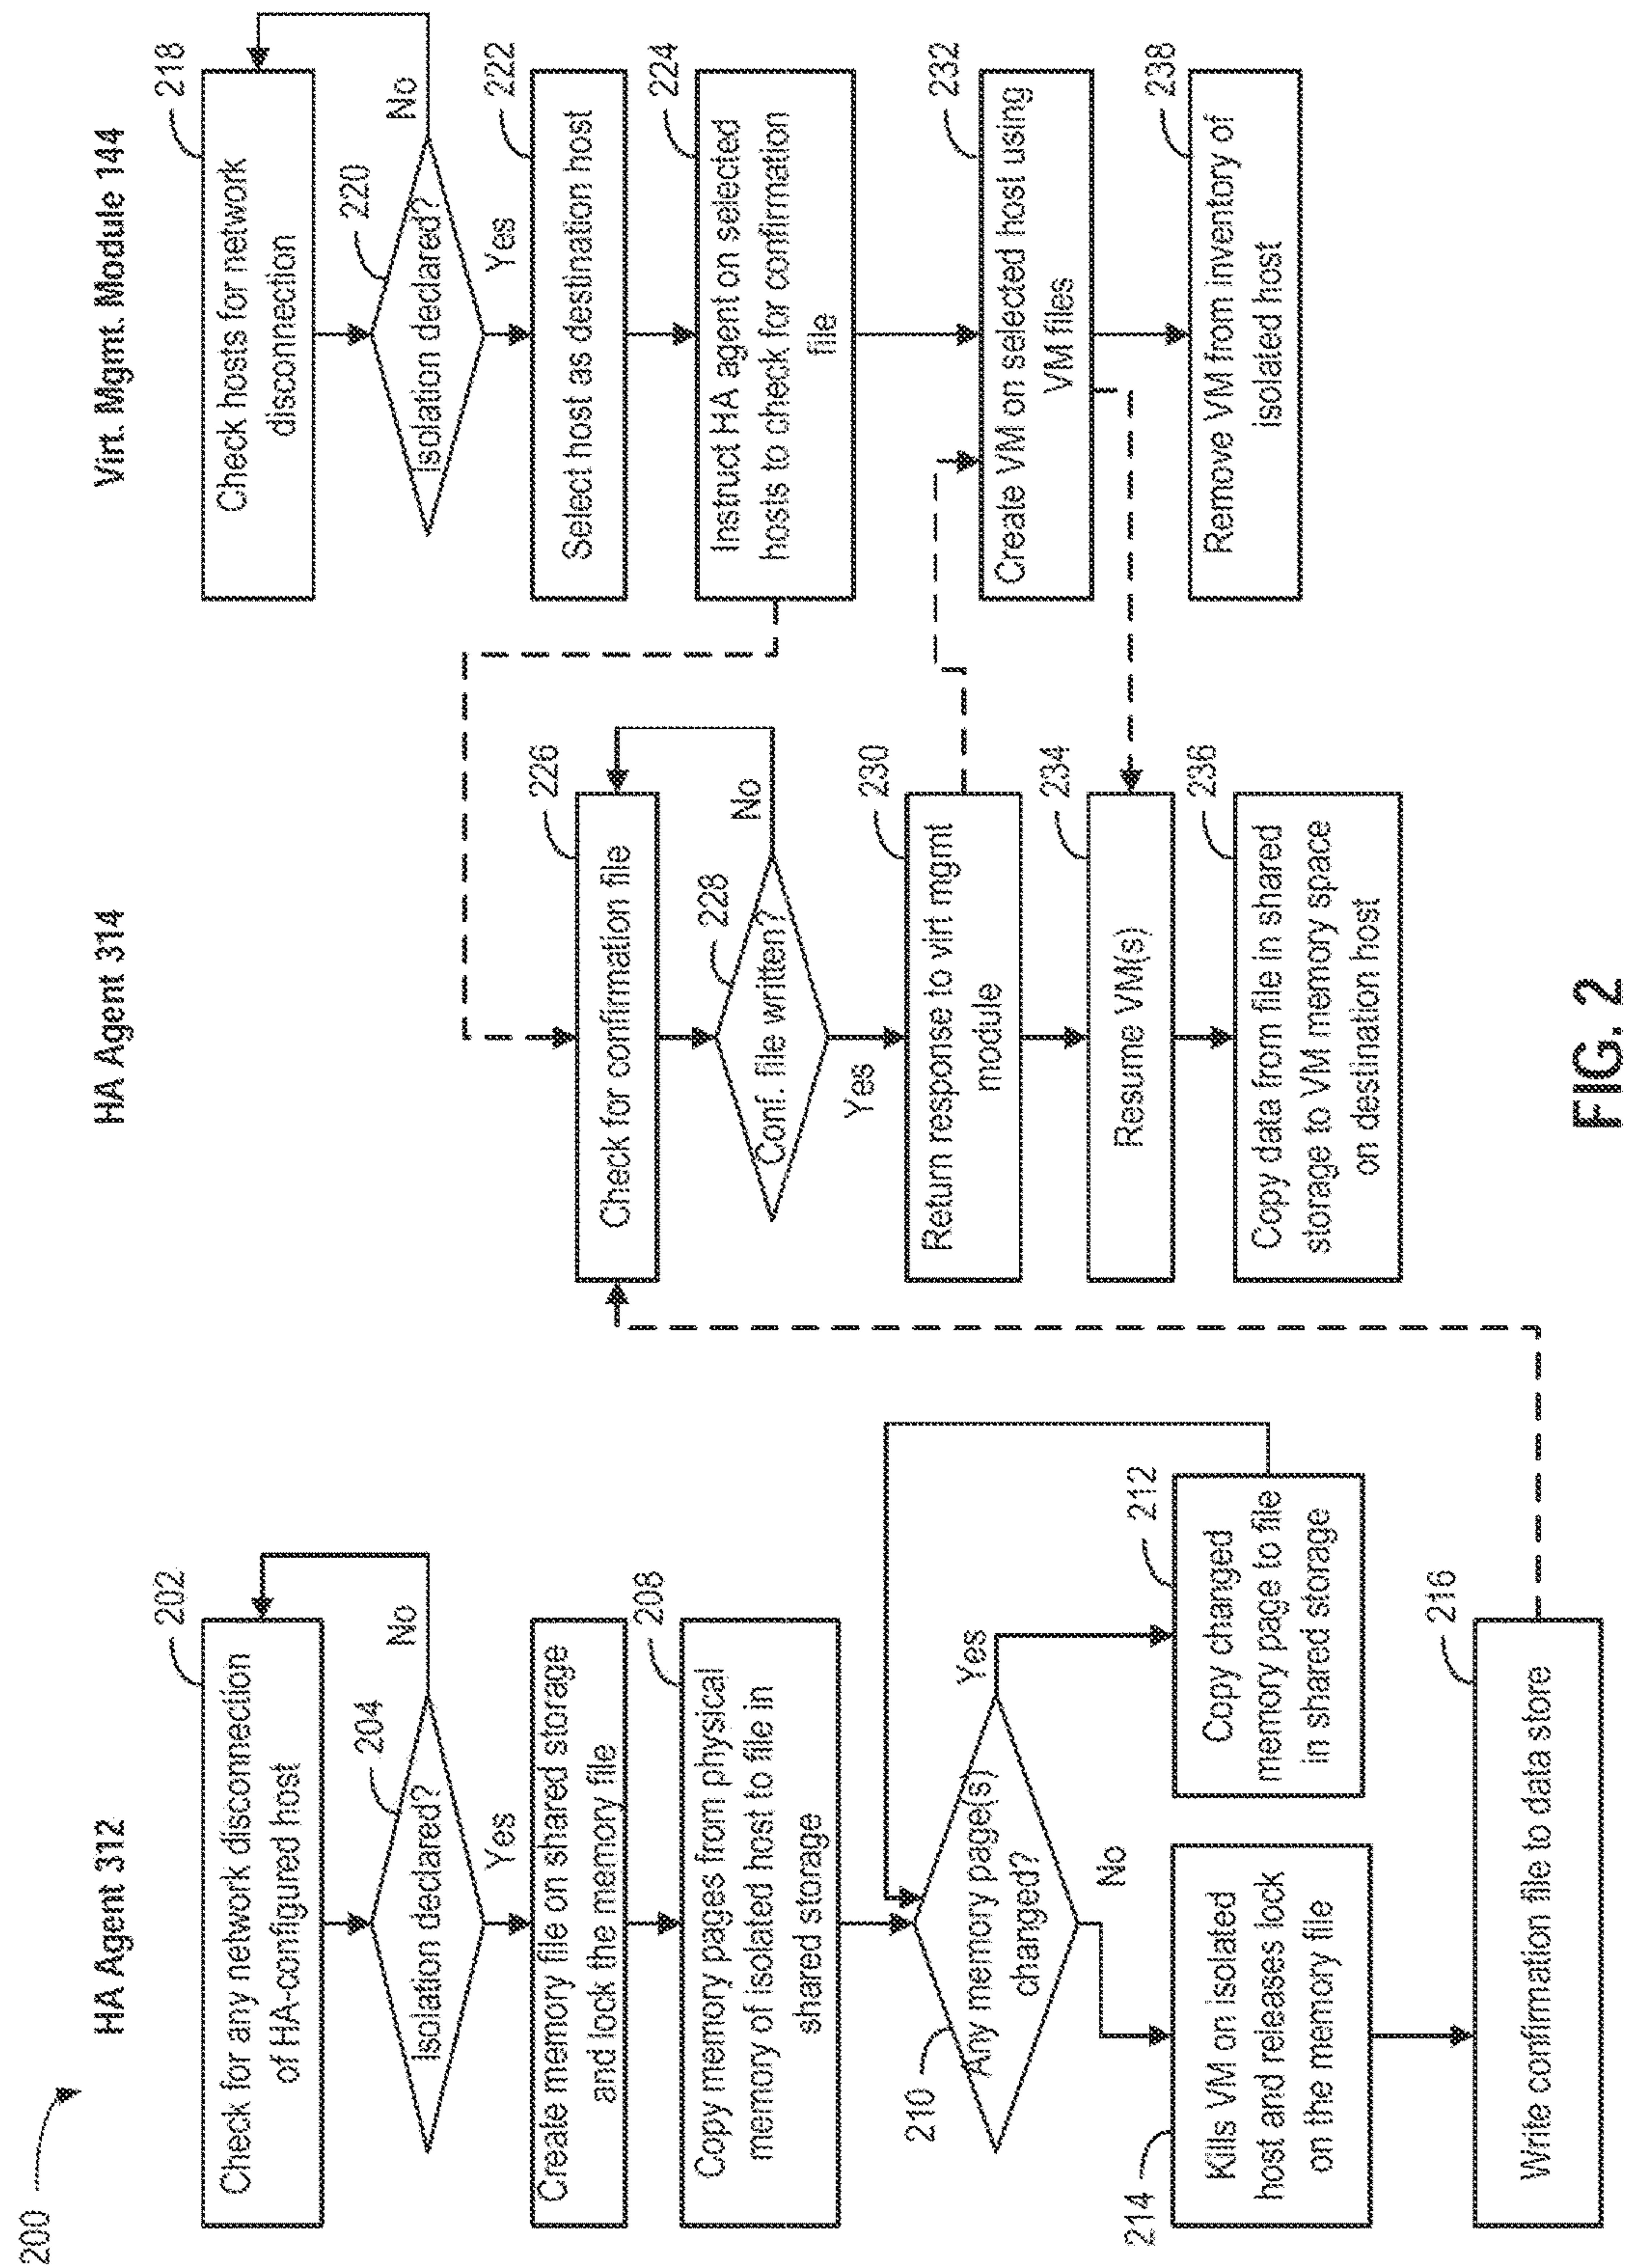 200
HA Agent 312
202
Check for any network disconnection
of HA-configured host
204
Isolation declared?
No
Yes
Create memory file on shared storage
and lock the memory file
208
Copy memory pages from physical
memory of isolated host to file in
shared storage
210
Any memory page(s)
changed?
Yes
No
212
Copy changed
memory page to file
in shared storage
214
Kills VM on isolated
host and releases lock
on the memory file
216
Write confirmation file to data store
HA Agent 314
226
Check for confirmation file
228
Conf. file written?
No
Yes
230
Return response to virt mgmt
module
234
Resume VM(s)
236
Copy data from file in shared
storage to VM memory space
on destination host
Virt. Mgmt. Module 144
218
Check hosts for network
disconnection
220
Isolation declared?
No
Yes
222
Select host as destination host
224
Instruct HA agent on selected
hosts to check for confirmation
file
232
Create VM on selected host using
VM files
238
Remove VM from inventory of
isolated host
FIG. 2